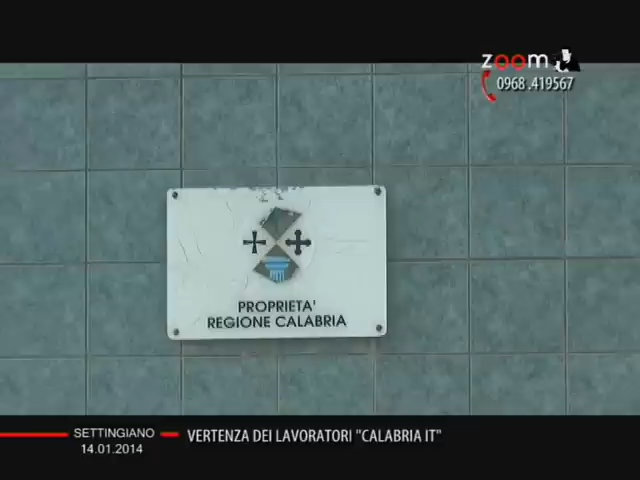 zoom
0968.419567
PROPRIETA'
REGIONE CALABRIA
SETTINGIANO
14.01.2014
VERTENZA DEI LAVORATORI "CALABRIA IT"